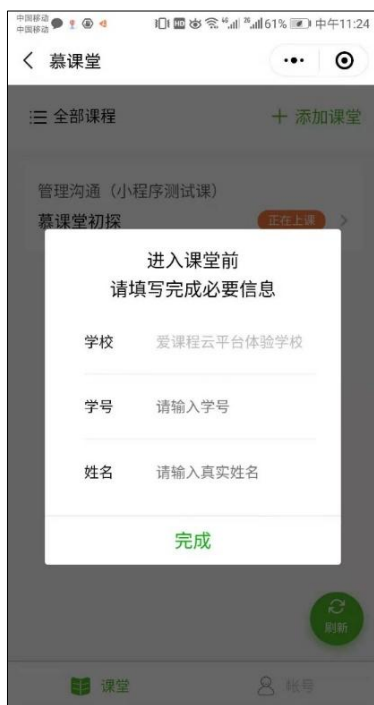 中国移动
中国移动
HD 46 26 61% 中午11:24
慕课堂
全部课程
添加课堂
管理沟通（小程序测试课）
慕课堂初探
正在上课
进入课堂前
请填写完成必要信息
学校 爱课程云平台体验学校
学号 请输入学号
姓名 请输入真实姓名
完成
刷新
课堂 帐号